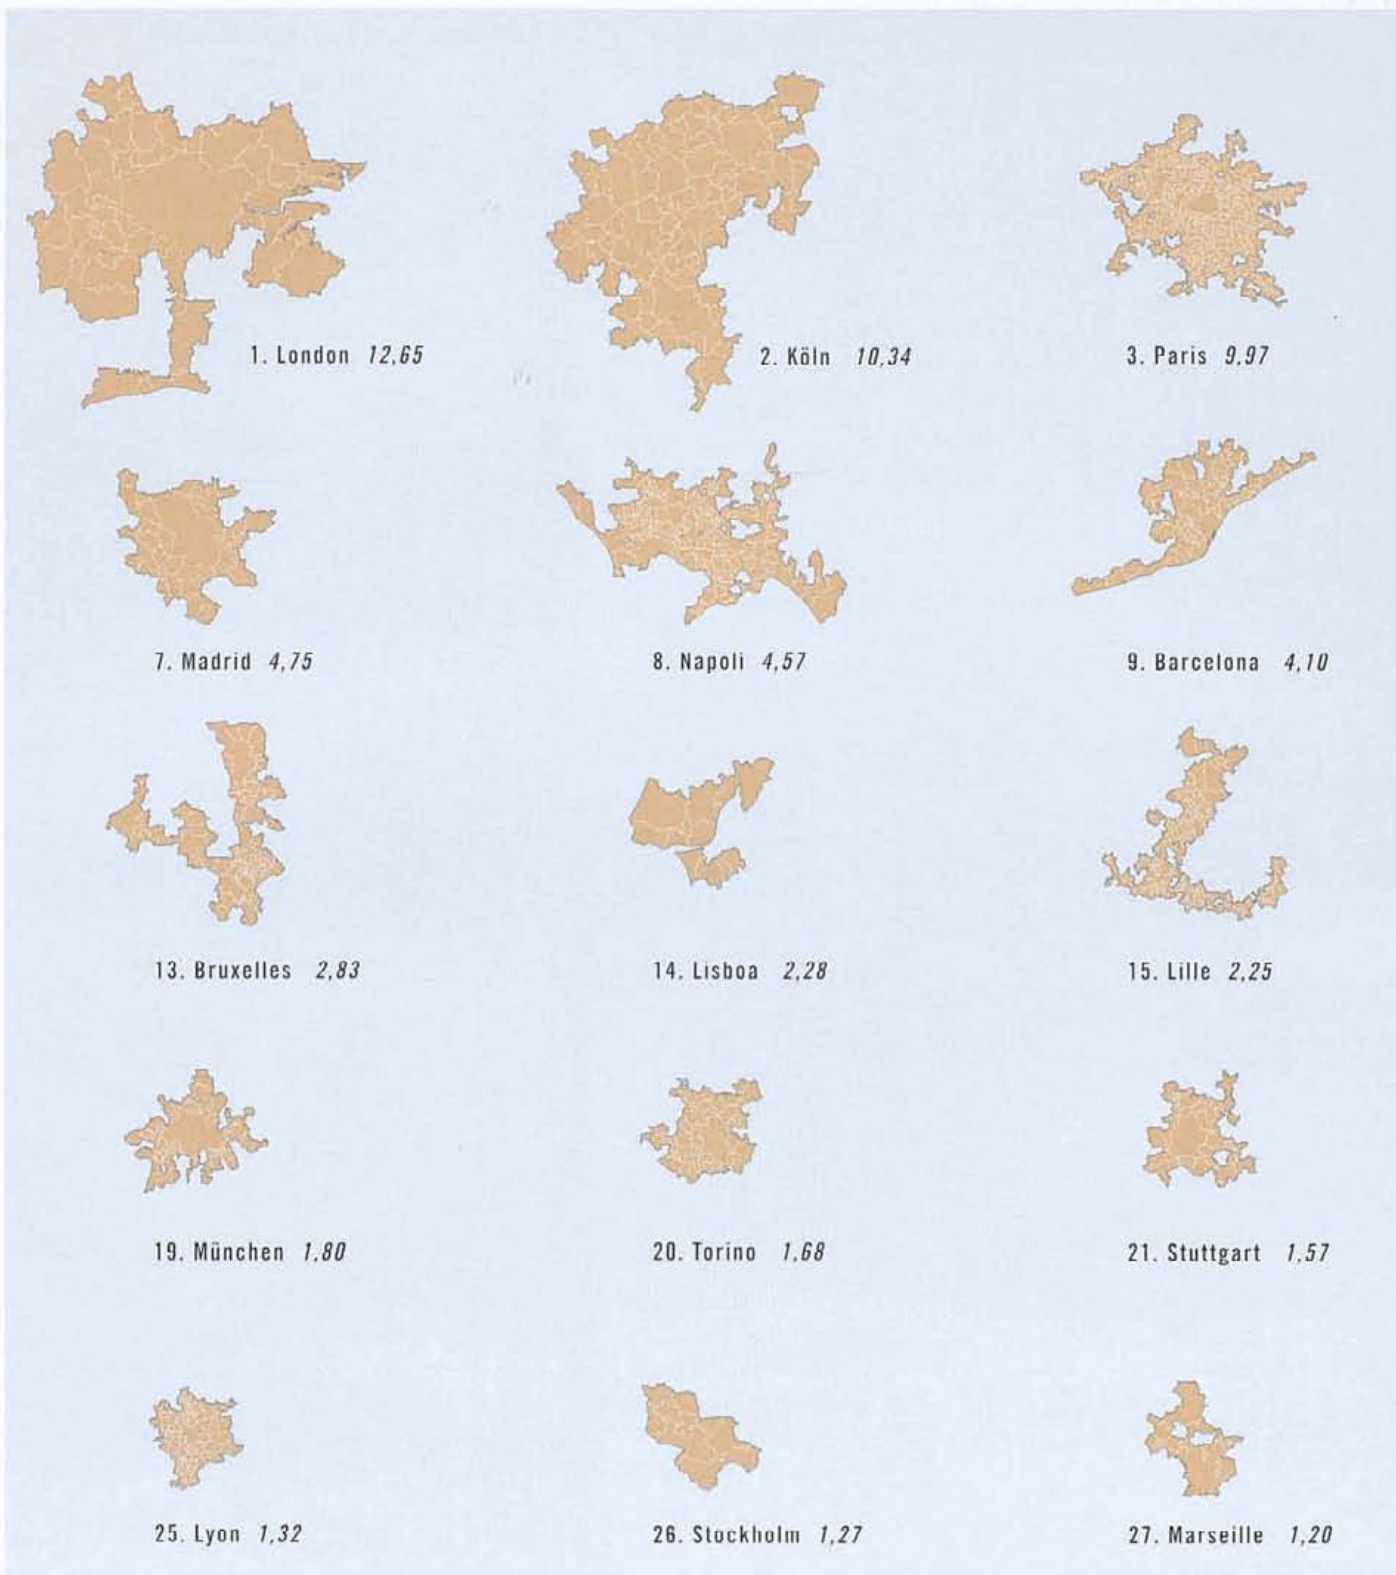 1. London 12,65
2. Köln 10,34
3. Paris 9,97
7. Madrid 4,75
8. Napoli 4,57
9. Barcelona 4,10
13. Bruxelles 2,83
14. Lisboa 2,28
15. Lille 2,25
19. München 1,80
20. Torino 1,68
21. Stuttgart 1,57
25. Lyon 1,32
26. Stockholm 1,27
27. Marseille 1,20